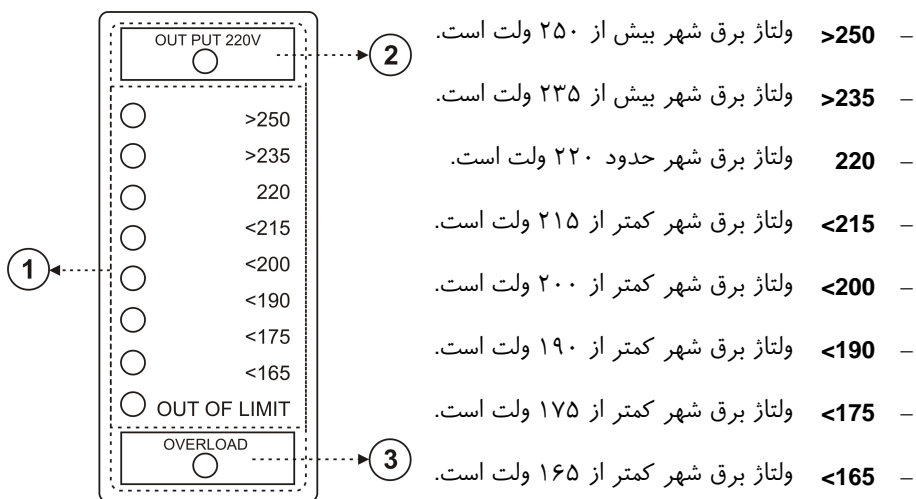 OUT PUT 220V
>250
>235
220
<215
<200
<190
<175
<165
OUT OF LIMIT
OVERLOAD
1
2
3
– >250 ولتاژ برق شهر بیش از ۲۵۰ ولت است.
– >235 ولتاژ برق شهر بیش از ۲۳۵ ولت است.
– 220 ولتاژ برق شهر حدود ۲۲۰ ولت است.
– <215 ولتاژ برق شهر کمتر از ۲۱۵ ولت است.
– <200 ولتاژ برق شهر کمتر از ۲۰۰ ولت است.
– <190 ولتاژ برق شهر کمتر از ۱۹۰ ولت است.
– <175 ولتاژ برق شهر کمتر از ۱۷۵ ولت است.
– <165 ولتاژ برق شهر کمتر از ۱۶۵ ولت است.